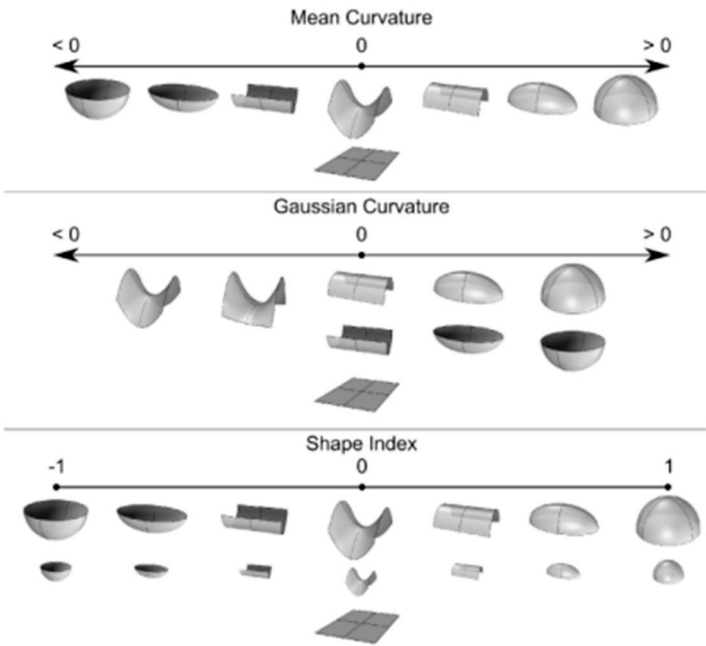 Mean Curvature
< 0 0 > 0
Gaussian Curvature
< 0 0 > 0
Shape Index
-1 0 1